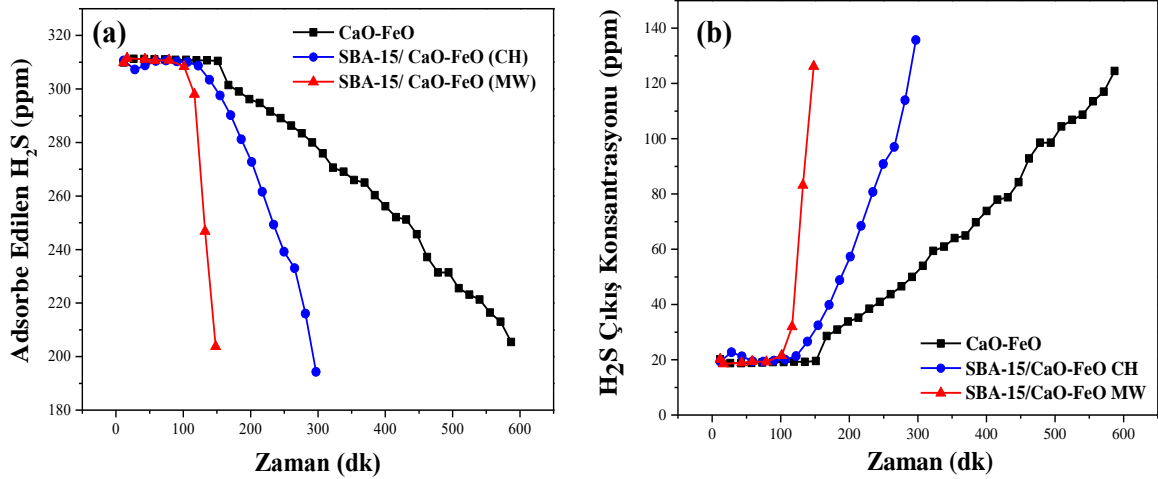 (a)
CaO-FeO
SBA-15/ CaO-FeO (CH)
SBA-15/ CaO-FeO (MW)
Adsorbe Edilen H₂S (ppm)
320
300
280
260
240
220
200
180
0 100 200 300 400 500 600
Zaman (dk)
(b)
H2S Çıkış Konsantrasyonu (ppm)
140
120
100
80
60
40
20
0
CaO-FeO
SBA-15/CaO-FeO CH
SBA-15/CaO-FeO MW
0 100 200 300 400 500 600
Zaman (dk)